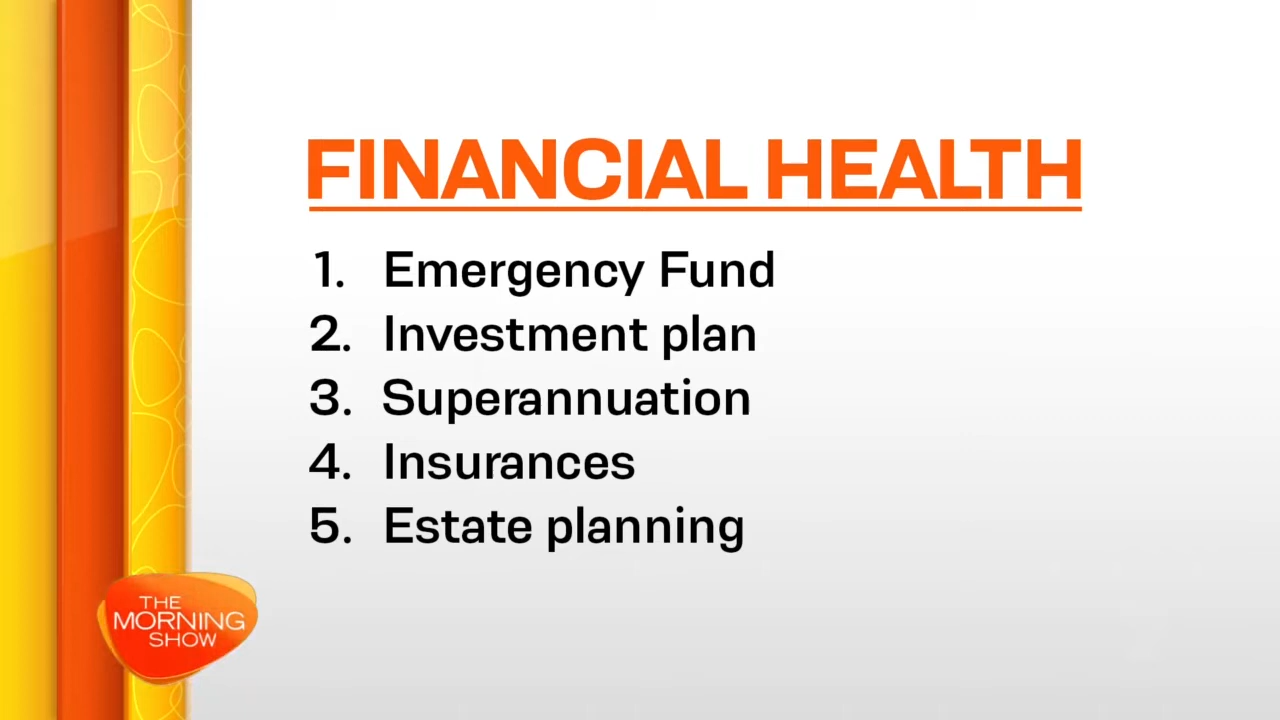 FINANCIAL HEALTH
1. Emergency Fund
2. Investment plan
3. Superannuation
4. Insurances
5. Estate planning
THE
MORNING
SHOW